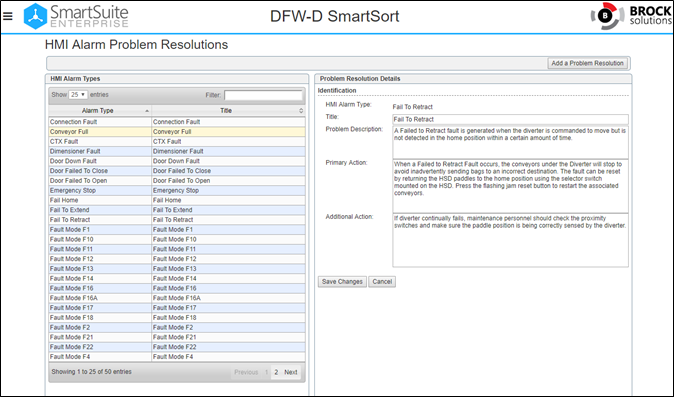 SmartSuite
ENTERPRISE
DFW-D SmartSort
B
BROCK
solutions
HMI Alarm Problem Resolutions
Add a Problem Resolution
HMI Alarm Types
Show 25 entries
Filter:
Alarm Type Title
Connection Fault Connection Fault
Conveyor Full Conveyor Full
CTX Fault CTX Fault
Dimensioner Fault Dimensioner Fault
Door Down Fault Door Down Fault
Door Failed To Close Door Failed To Close
Door Failed To Open Door Failed To Open
Emergency Stop Emergency Stop
Fail Home Fail Home
Fail To Extend Fail To Extend
Fail To Retract Fail To Retract
Fault Mode F1 Fault Mode F1
Fault Mode F10 Fault Mode F10
Fault Mode F11 Fault Mode F11
Fault Mode F12 Fault Mode F12
Fault Mode F13 Fault Mode F13
Fault Mode F14 Fault Mode F14
Fault Mode F16 Fault Mode F16
Fault Mode F16A Fault Mode F16A
Fault Mode F17 Fault Mode F17
Fault Mode F18 Fault Mode F18
Fault Mode F2 Fault Mode F2
Fault Mode F21 Fault Mode F21
Fault Mode F22 Fault Mode F22
Fault Mode F4 Fault Mode F4
Showing 1 to 25 of 50 entries
Previous 1 2 Next
Problem Resolution Details
Identification
HMI Alarm Type: Fail To Retract
Title: Fail To Retract
Problem Description: A Failed to Retract fault is generated when the diverter is commanded to move but is
not detected in the home position within a certain amount of time.
Primary Action: When a Failed to Retract Fault occurs, the conveyors under the Diverter will stop to
avoid inadvertently sending bags to an incorrect destination. The fault can be reset
by returning the HSD paddles to the home position using the selector switch
mounted on the HSD. Press the flashing jam reset button to restart the associated
conveyors.
Additional Action: If diverter continually fails, maintenance personnel should check the proximity
switches and make sure the paddle position is being correctly sensed by the diverter.
Save Changes Cancel